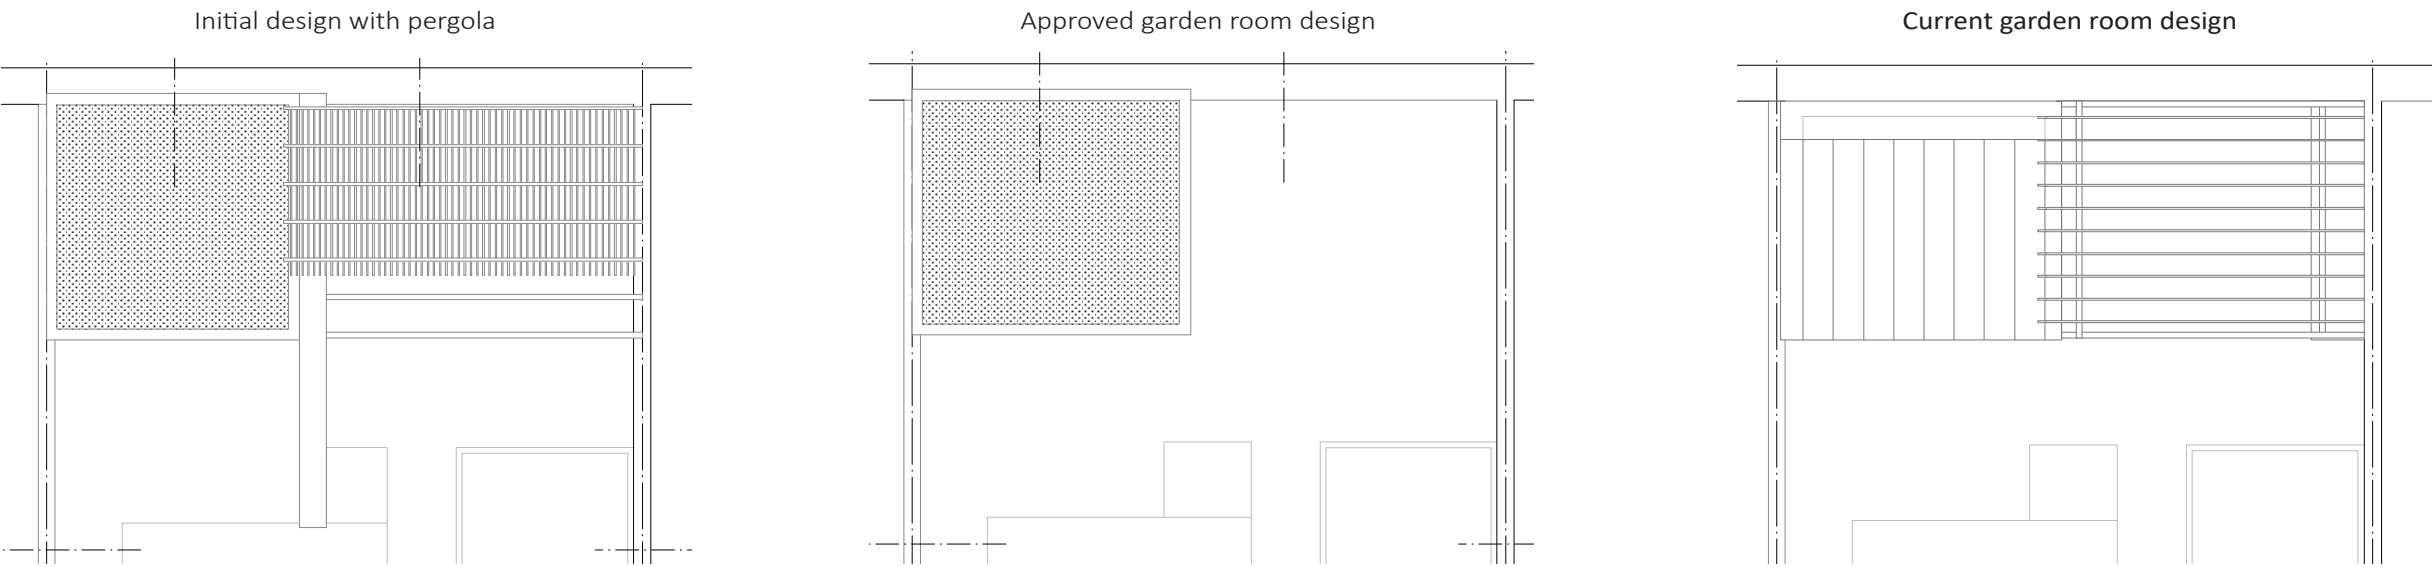 Initial design with pergola
Approved garden room design
Current garden room design